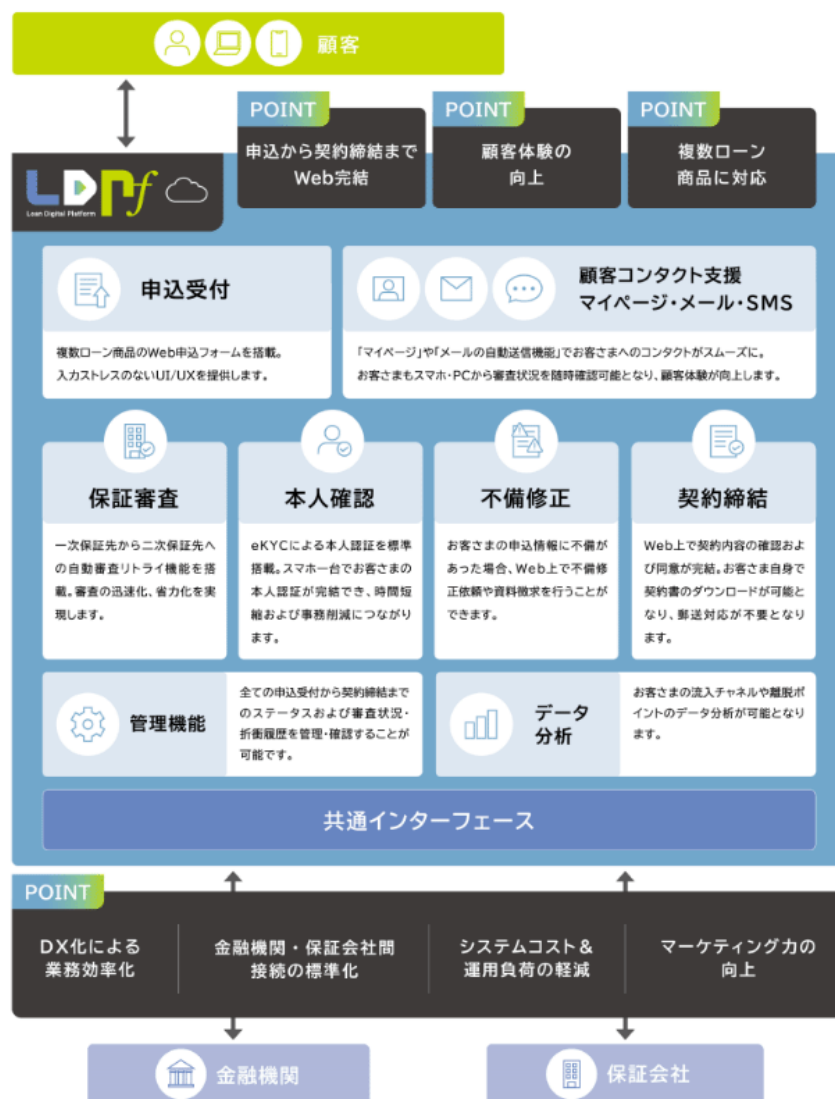 顧客
POINT
申込から契約締結まで
Web完結
POINT
顧客体験の
向上
POINT
複数ローン
商品に対応
LDPf
Loan Digital Platform
申込受付
複数ローン商品のWeb申込フォームを搭載。
入力ストレスのないUI/UXを提供します。
顧客コンタクト支援
マイページ・メール・SMS
「マイページ」や「メールの自動送信機能」でお客さまへのコンタクトがスムーズに。
お客さまもスマホ・PCから審査状況を随時確認可能となり、顧客体験が向上します。
保証審査
一次保証先から二次保証先へ
の自動審査リトライ機能を搭
載。審査の迅速化、省力化を実
現します。
本人確認
eKYCによる本人認証を標準
搭載。スマホ一台でお客さまの
本人認証が完結でき、時間短
縮および事務削減につながり
ます。
不備修正
お客さまの申込情報に不備が
あった場合、Web上で不備修
正依頼や資料徴求を行うことが
できます。
契約締結
Web上で契約内容の確認およ
び同意が完結。お客さま自身で
契約書のダウンロードが可能と
なり、郵送対応が不要となり
ます。
管理機能
全ての申込受付から契約締結まで
のステータスおよび審査状況・
折衝履歴を管理・確認することが
可能です。
データ
分析
お客さまの流入チャネルや離脱ポ
イントのデータ分析が可能となり
ます。
共通インターフェース
POINT
DX化による
業務効率化
金融機関・保証会社間
接続の標準化
システムコスト＆
運用負荷の軽減
マーケティング力の
向上
金融機関
保証会社